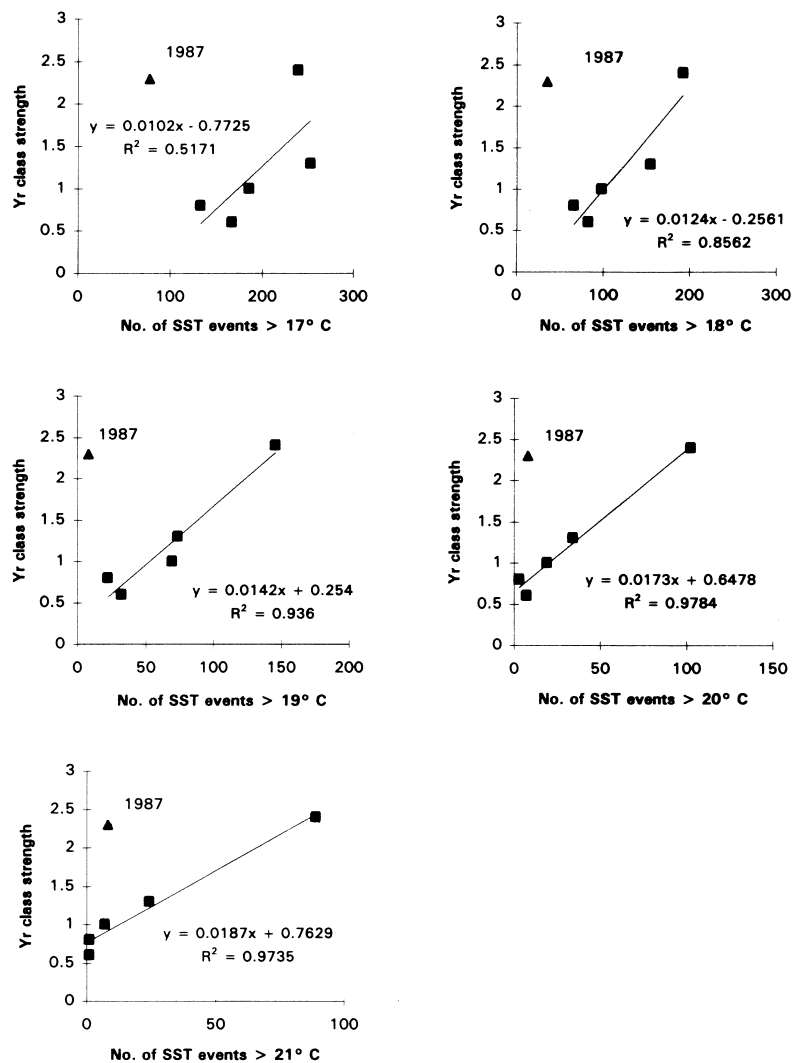 3
2.5
2
1.5
1
0.5
0
Yr class strength
1987
y = 0.0102x - 0.7725
R² = 0.5171
0 100 200 300
No. of SST events > 17° C
3
2.5
2
1.5
1
0.5
0
Yr class strength
1987
y = 0.0124x - 0.2561
R² = 0.8562
0 100 200 300
No. of SST events > 18° C
3
2.5
2
1.5
1
0.5
0
Yr class strength
1987
y = 0.0142x + 0.254
R² = 0.936
0 50 100 150 200
No. of SST events > 19° C
3
2.5
2
1.5
1
0.5
0
Yr class strength
1987
y = 0.0173x + 0.6478
R² = 0.9784
0 50 100 150
No. of SST events > 20° C
3
2.5
2
1.5
1
0.5
0
Yr class strength
1987
y = 0.0187x + 0.7629
R² = 0.9735
0 50 100
No. of SST events > 21° C